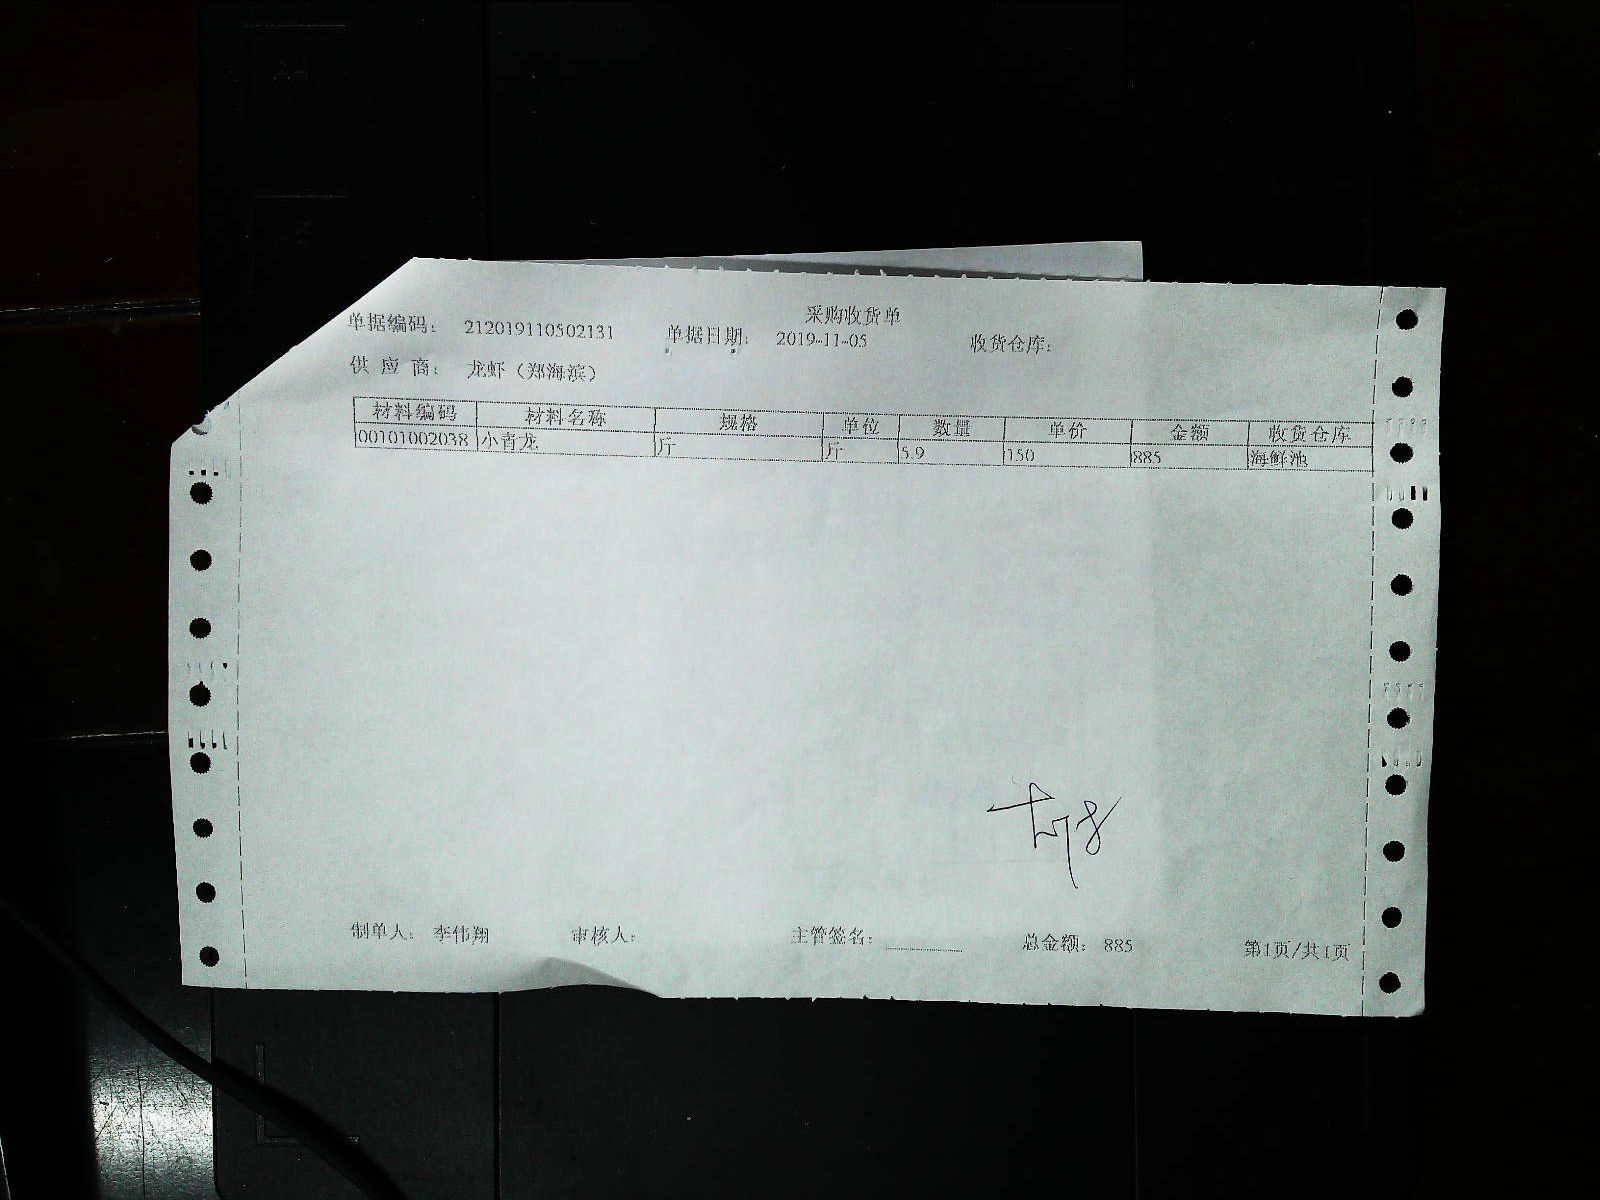 采购收货单
单据编码： 212019110502131 单据日期： 2019-11-05 收货仓库：
供应商： 龙虾（郑海滨）
材料编码 材料名称 规格 单位 数量 单价 金额 收货仓库
00101002038 小青龙 斤 斤 5.9 150 885 海鲜池
制单人： 李伟翔 审核人： 主管签名： 总金额： 885 第1页/共1页